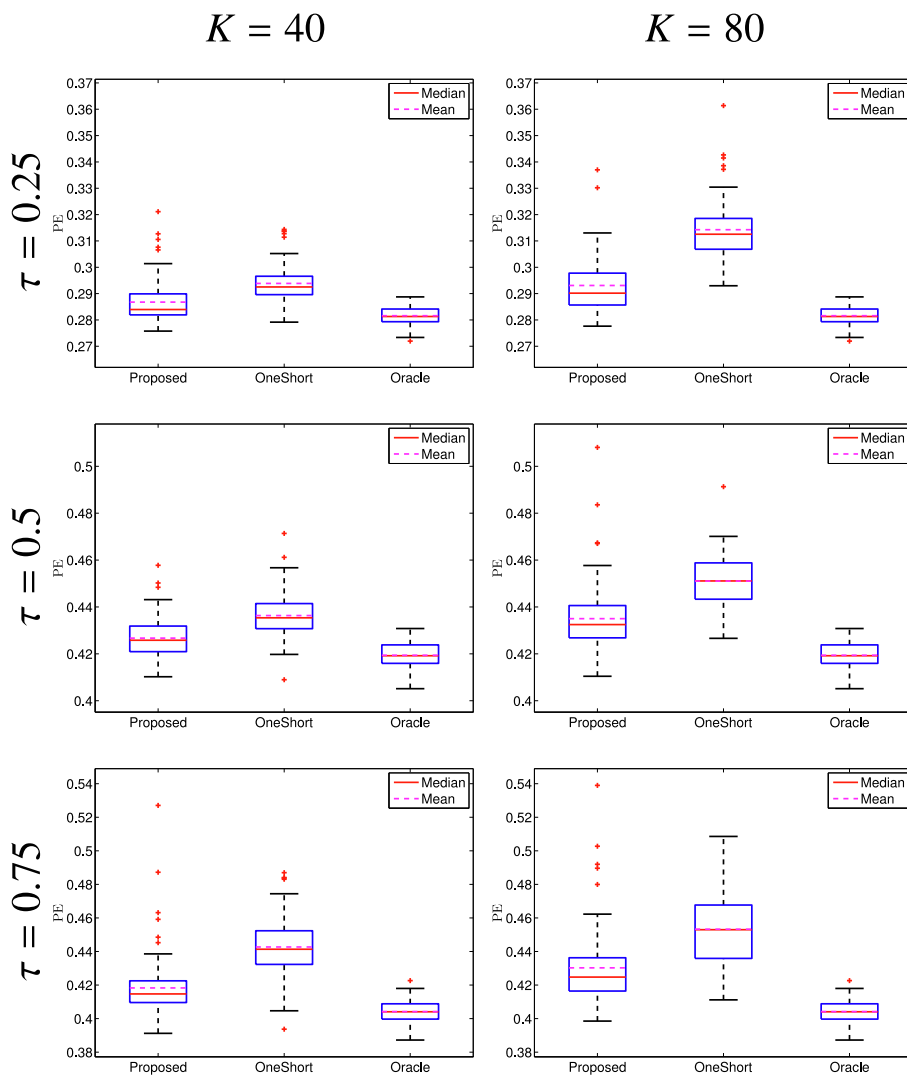 K = 40
K = 80
τ = 0.25
PE
0.37
0.36
0.35
0.34
0.33
0.32
0.31
0.3
0.29
0.28
0.27
Median
Mean
Proposed
OneShort
Oracle
PE
0.37
0.36
0.35
0.34
0.33
0.32
0.31
0.3
0.29
0.28
0.27
Median
Mean
Proposed
OneShort
Oracle
τ = 0.5
PE
0.5
0.48
0.46
0.44
0.42
0.4
Median
Mean
Proposed
OneShort
Oracle
PE
0.5
0.48
0.46
0.44
0.42
0.4
Median
Mean
Proposed
OneShort
Oracle
τ = 0.75
PE
0.54
0.52
0.5
0.48
0.46
0.44
0.42
0.4
0.38
Median
Mean
Proposed
OneShort
Oracle
PE
0.54
0.52
0.5
0.48
0.46
0.44
0.42
0.4
0.38
Median
Mean
Proposed
OneShort
Oracle